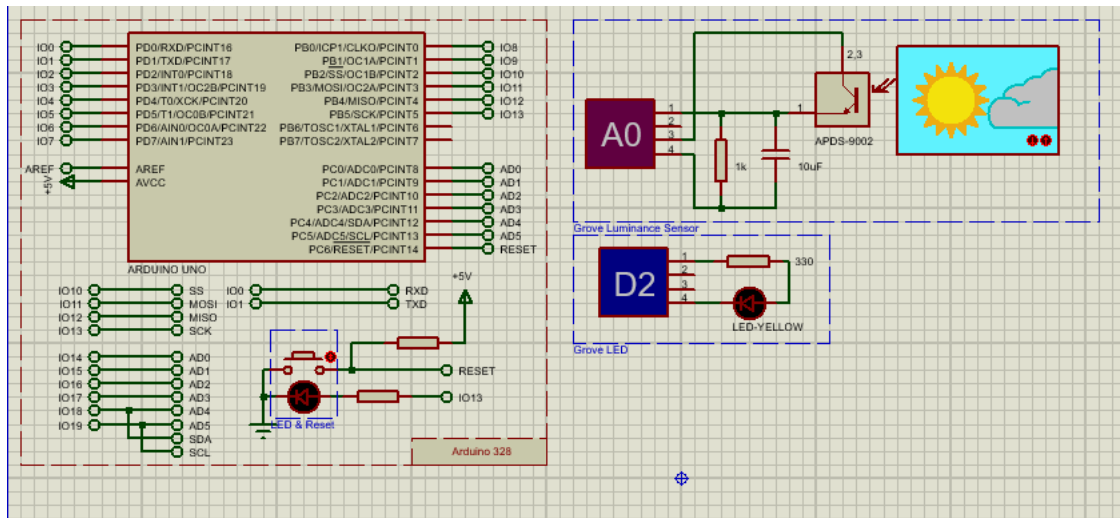 IO0 PD0/RXD/PCINT16 PB0/ICP1/CLKO/PCINT0 IO8
IO1 PD1/TXD/PCINT17 PB1/OC1A/PCINT1 IO9
IO2 PD2/INT0/PCINT18 PB2/SS/OC1B/PCINT2 IO10
IO3 PD3/INT1/OC2B/PCINT19 PB3/MOSI/OC2A/PCINT3 IO11
IO4 PD4/T0/XCK/PCINT20 PB4/MISO/PCINT4 IO12
IO5 PD5/T1/OC0B/PCINT21 PB5/SCK/PCINT5 IO13
IO6 PD6/AIN0/OC0A/PCINT22 PB6/TOSC1/XTAL1/PCINT6
IO7 PD7/AIN1/PCINT23 PB7/TOSC2/XTAL2/PCINT7
AREF AREF PC0/ADC0/PCINT8 AD0
+5V AVCC PC1/ADC1/PCINT9 AD1
PC2/ADC2/PCINT10 AD2
PC3/ADC3/PCINT11 AD3
PC4/ADC4/SDA/PCINT12 AD4
PC5/ADC5/SCL/PCINT13 AD5
PC6/RESET/PCINT14 RESET
ARDUINO UNO
IO10 SS
IO11 MOSI
IO12 MISO
IO13 SCK
IO0 RXD
IO1 TXD
+5V
IO14 AD0
IO15 AD1
IO16 AD2
IO17 AD3
IO18 AD4
IO19 AD5
SDA
SCL
RESET
IO13
LED & Reset
Arduino 328
A0
1
2
3
4
1k
10uF
1
2,3
APDS-9002
Grove Luminance Sensor
D2
1
2
3
4
330
LED-YELLOW
Grove LED